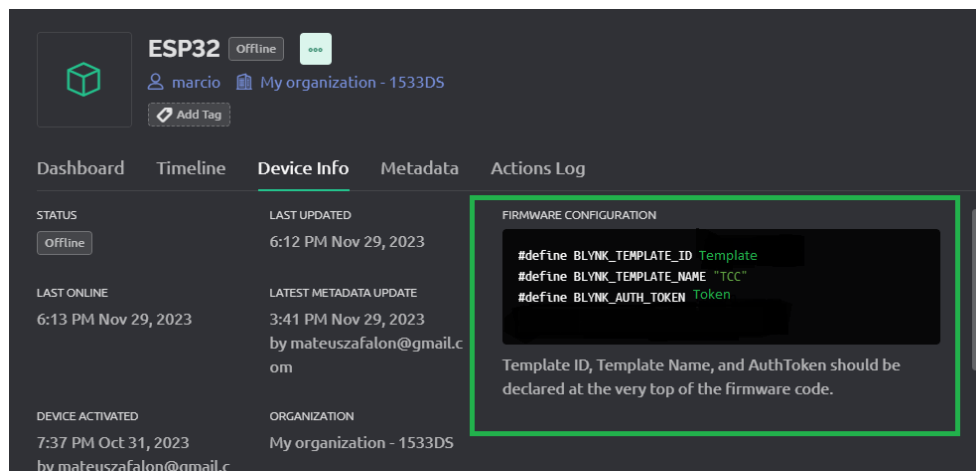 ESP32 Offline
marcio My organization - 1533DS
Add Tag
Dashboard Timeline Device Info Metadata Actions Log
STATUS
Offline
LAST UPDATED
6:12 PM Nov 29, 2023
LAST ONLINE
6:13 PM Nov 29, 2023
LATEST METADATA UPDATE
3:41 PM Nov 29, 2023
by mateuszafalon@gmail.c
om
DEVICE ACTIVATED
7:37 PM Oct 31, 2023
by mateuszafalon@gmail.c
ORGANIZATION
My organization - 1533DS
FIRMWARE CONFIGURATION
#define BLYNK_TEMPLATE_ID Template
#define BLYNK_TEMPLATE_NAME "TCC"
#define BLYNK_AUTH_TOKEN Token
Template ID, Template Name, and AuthToken should be
declared at the very top of the firmware code.